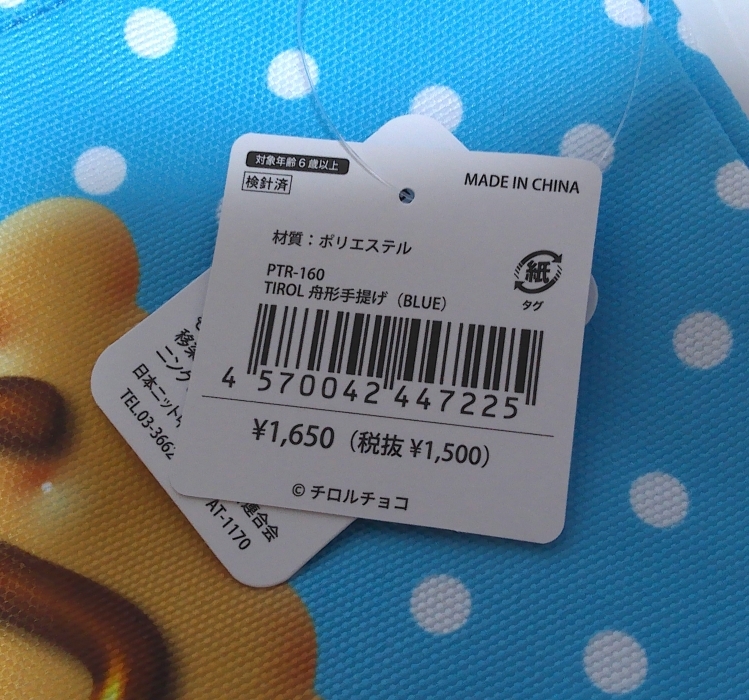 対象年齢6歳以上
検針済
MADE IN CHINA
材質：ポリエステル
紙
タグ
PTR-160
TIROL 舟形手提げ（BLUE）
4 570042 447225
¥1,650（税抜 ¥1,500）
© チロルチョコ
ニング
日本ニット
TEL.03-3662
連合会
AT-1170